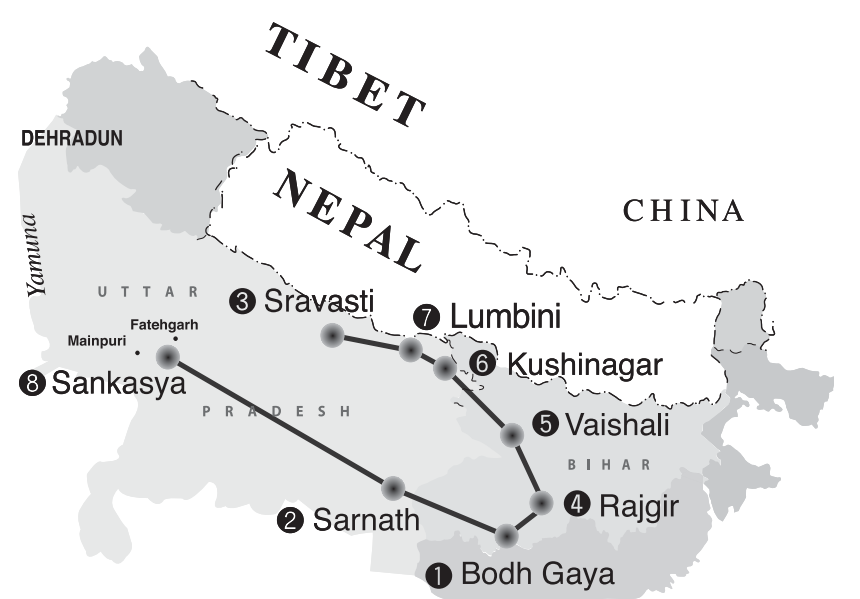 TIBET
DEHRADUN
NEPAL
CHINA
Yamuna
UTTAR
❸ Sravasti
❼ Lumbini
Fatehgarh
Mainpuri
❻ Kushinagar
❽ Sankasya
PRADESH
❺ Vaishali
BIHAR
❹ Rajgir
❷ Sarnath
❶ Bodh Gaya